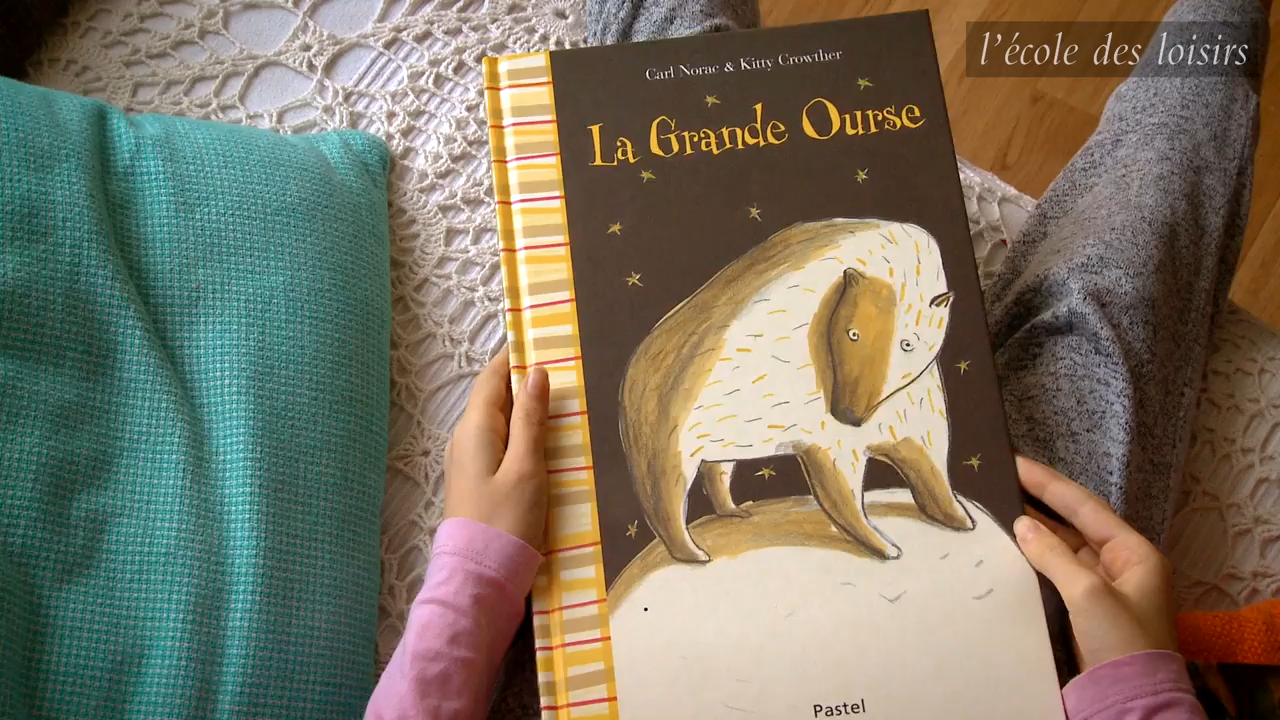 l'école des loisirs
Carl Norac & Kitty Crowther
La Grande Ourse
Pastel